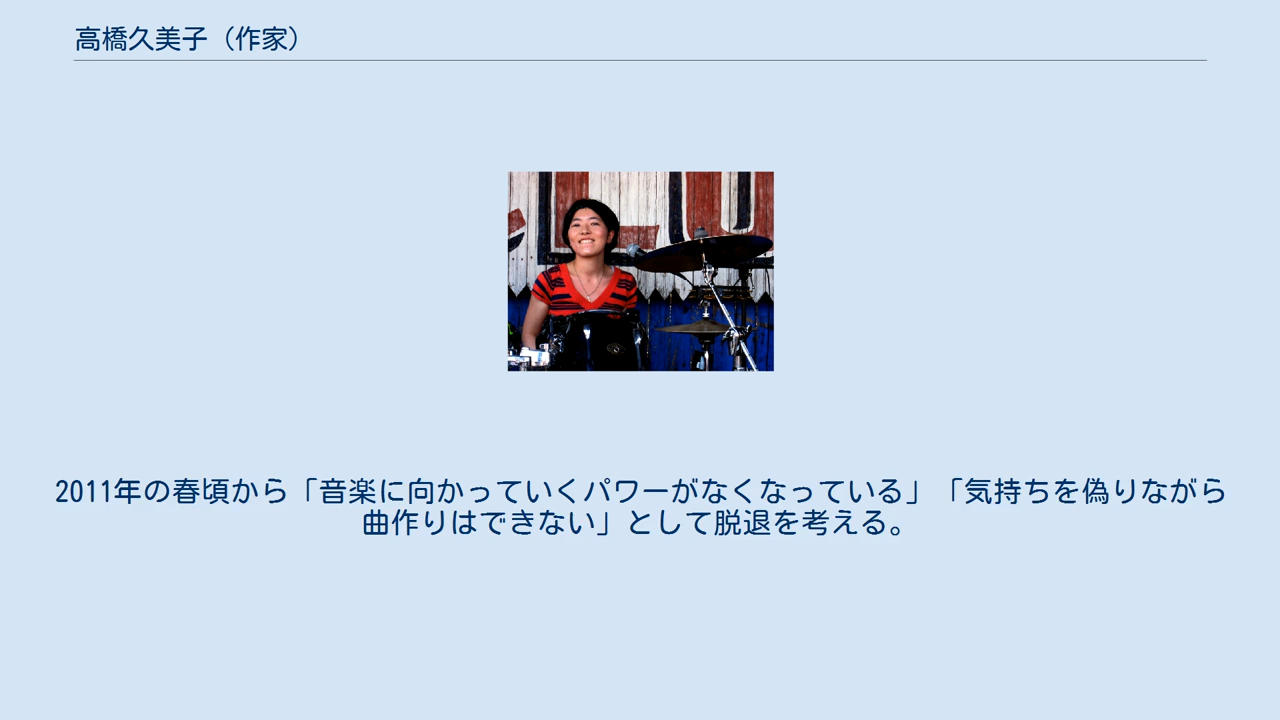 高橋久美子（作家）
2011年の春頃から「音楽に向かっていくパワーがなくなっている」「気持ちを偽りながら
曲作りはできない」として脱退を考える。